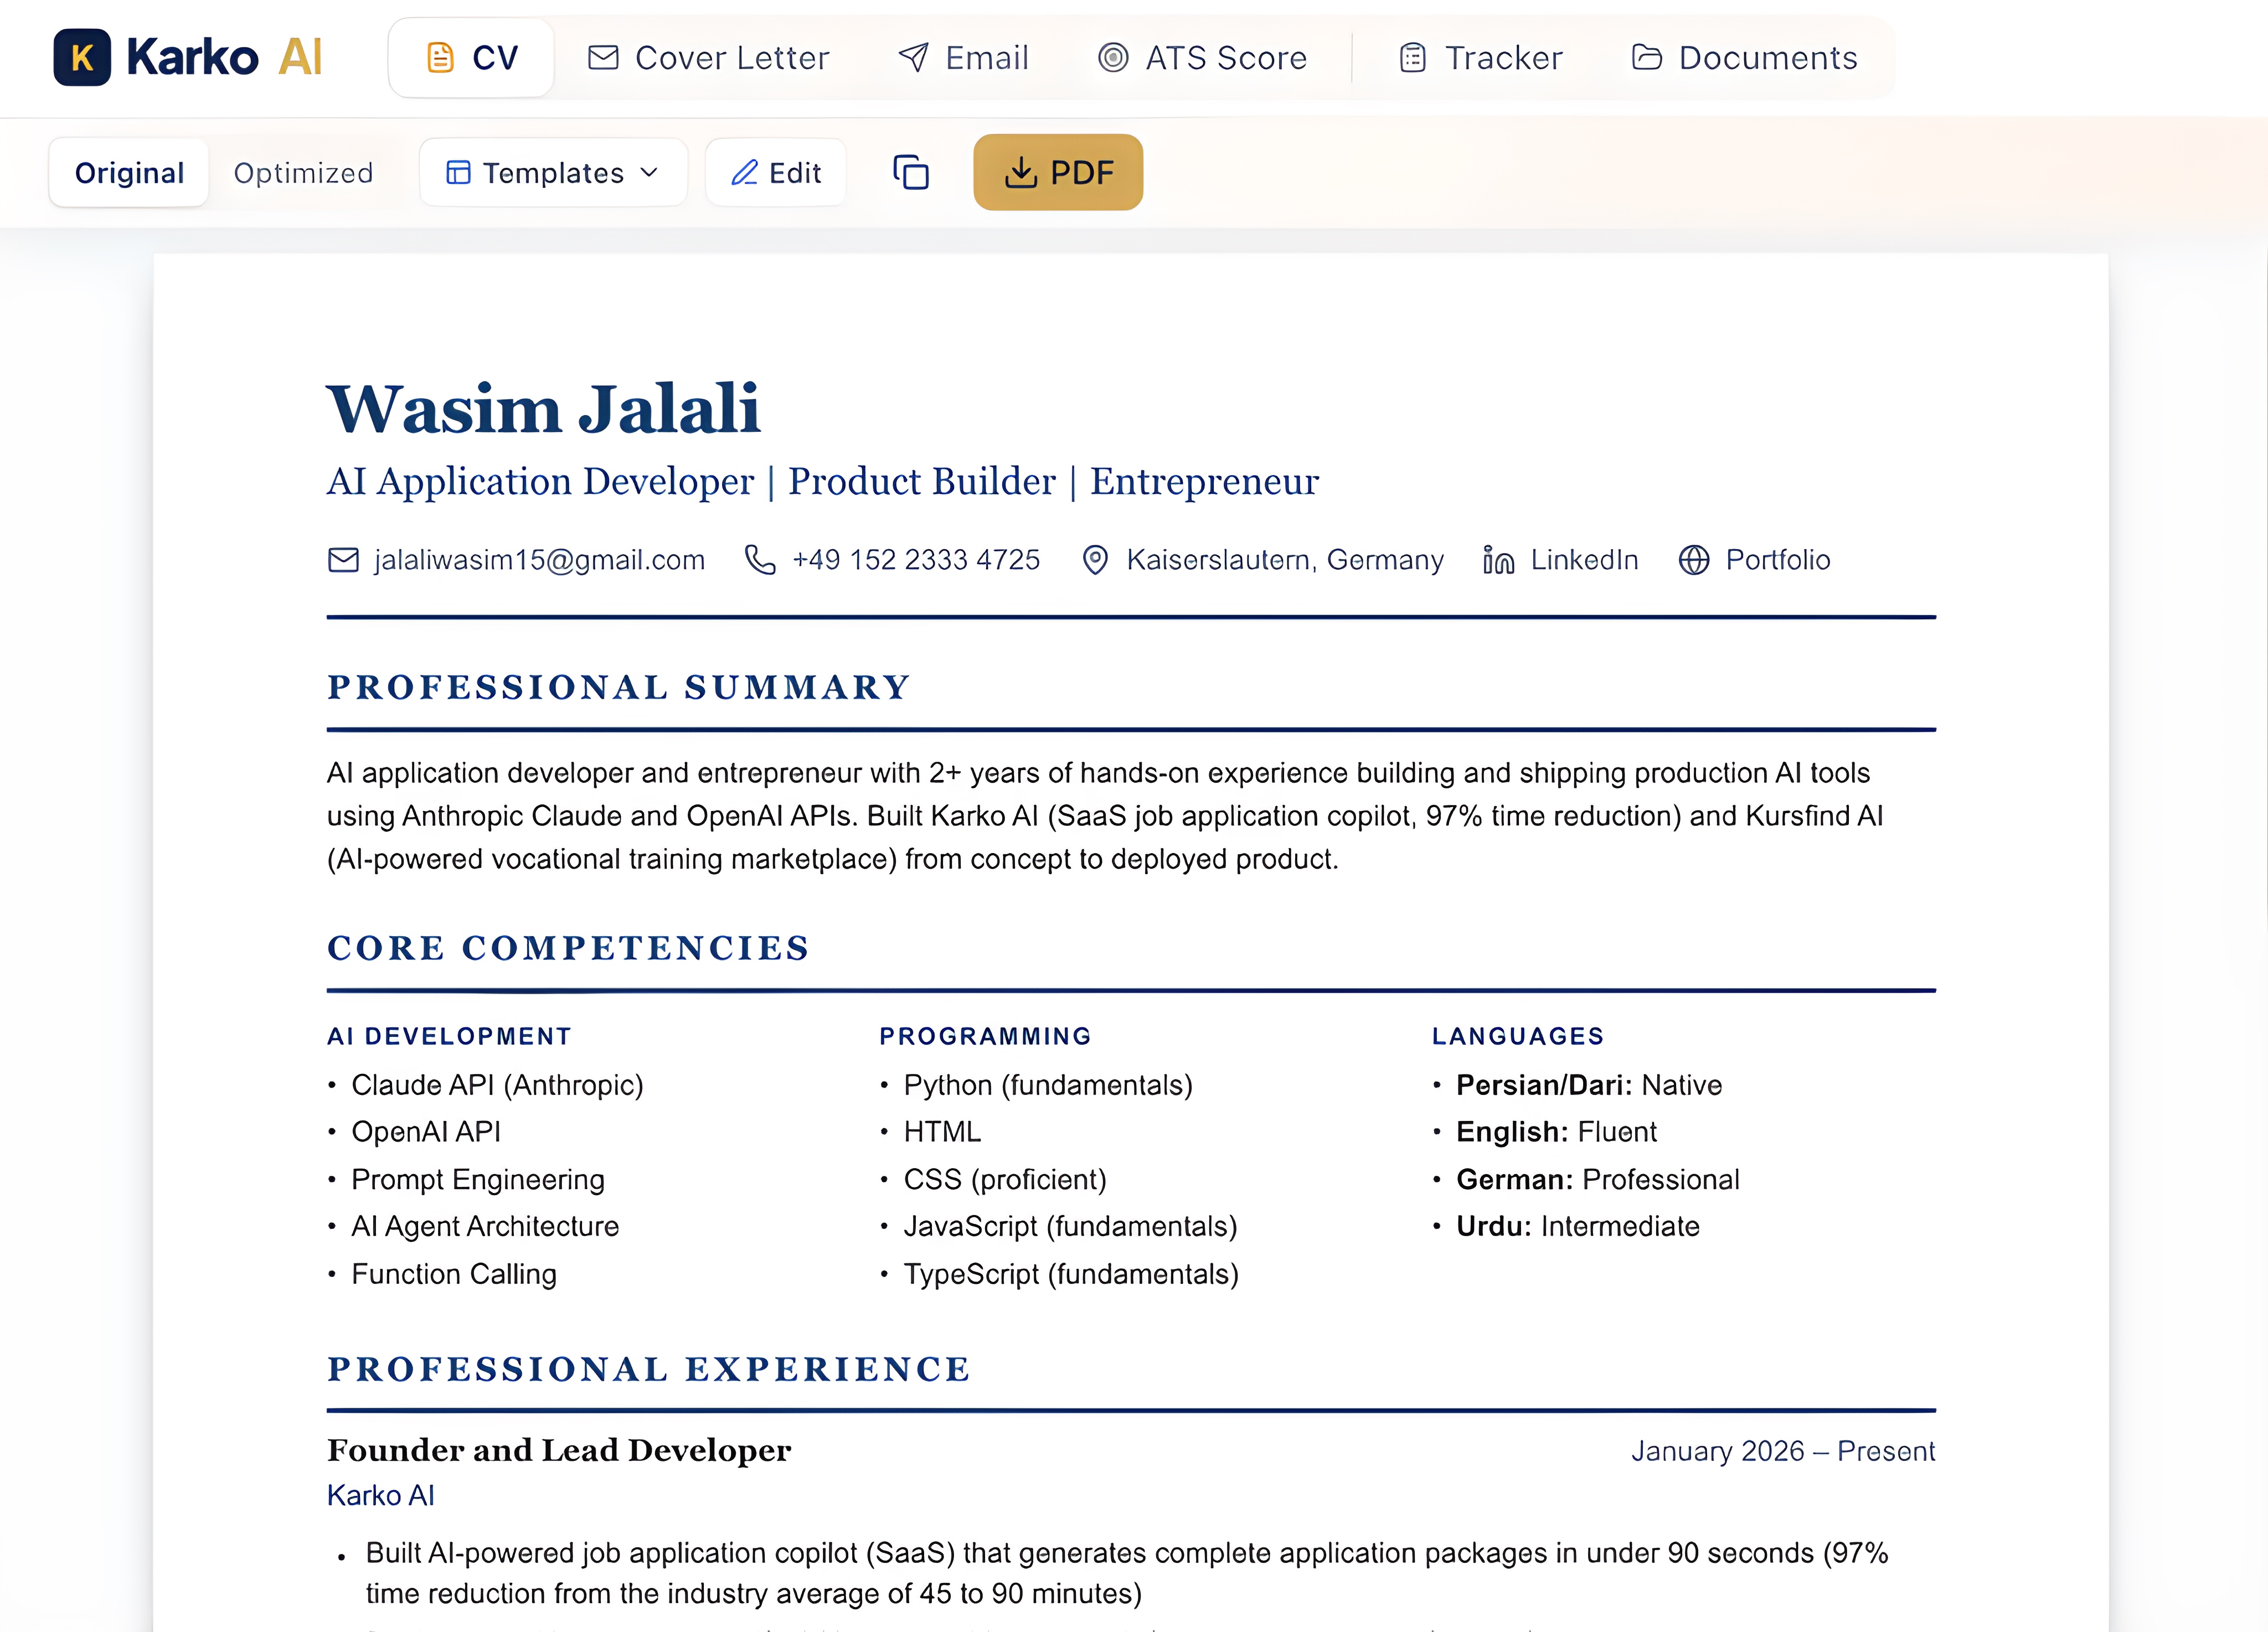 K Karko AI CV Cover Letter Email ATS Score Tracker Documents
Original Optimized Templates Edit PDF
Wasim Jalali
AI Application Developer | Product Builder | Entrepreneur
jalaliwasim15@gmail.com +49 152 2333 4725 Kaiserslautern, Germany LinkedIn Portfolio
PROFESSIONAL SUMMARY
AI application developer and entrepreneur with 2+ years of hands-on experience building and shipping production AI tools
using Anthropic Claude and OpenAI APIs. Built Karko AI (SaaS job application copilot, 97% time reduction) and Kursfind AI
(AI-powered vocational training marketplace) from concept to deployed product.
CORE COMPETENCIES
AI DEVELOPMENT
• Claude API (Anthropic)
• OpenAI API
• Prompt Engineering
• AI Agent Architecture
• Function Calling
PROGRAMMING
• Python (fundamentals)
• HTML
• CSS (proficient)
• JavaScript (fundamentals)
• TypeScript (fundamentals)
LANGUAGES
• Persian/Dari: Native
• English: Fluent
• German: Professional
• Urdu: Intermediate
PROFESSIONAL EXPERIENCE
Founder and Lead Developer January 2026 – Present
Karko AI
• Built AI-powered job application copilot (SaaS) that generates complete application packages in under 90 seconds (97%
time reduction from the industry average of 45 to 90 minutes)